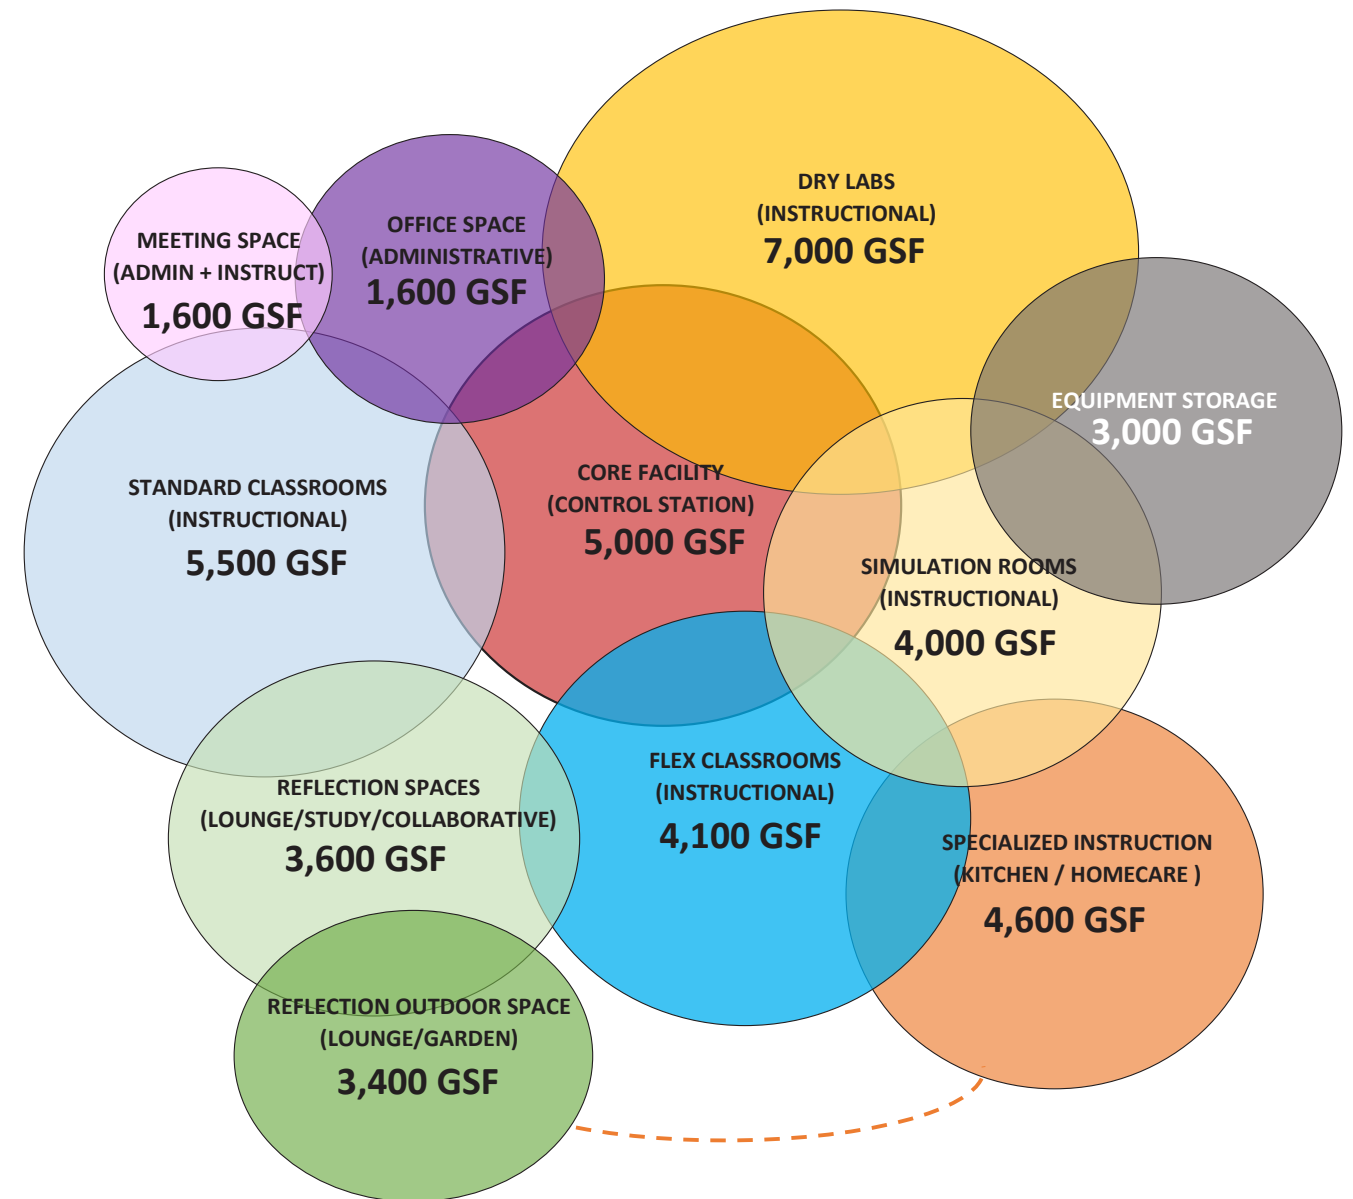 DRY LABS
(INSTRUCTIONAL)
7,000 GSF
OFFICE SPACE
(ADMINISTRATIVE)
1,600 GSF
MEETING SPACE
(ADMIN + INSTRUCT)
1,600 GSF
EQUIPMENT STORAGE
3,000 GSF
CORE FACILITY
(CONTROL STATION)
5,000 GSF
STANDARD CLASSROOMS
(INSTRUCTIONAL)
5,500 GSF
SIMULATION ROOMS
(INSTRUCTIONAL)
4,000 GSF
FLEX CLASSROOMS
(INSTRUCTIONAL)
4,100 GSF
REFLECTION SPACES
(LOUNGE/STUDY/COLLABORATIVE)
3,600 GSF
SPECIALIZED INSTRUCTION
(KITCHEN / HOMECARE )
4,600 GSF
REFLECTION OUTDOOR SPACE
(LOUNGE/GARDEN)
3,400 GSF